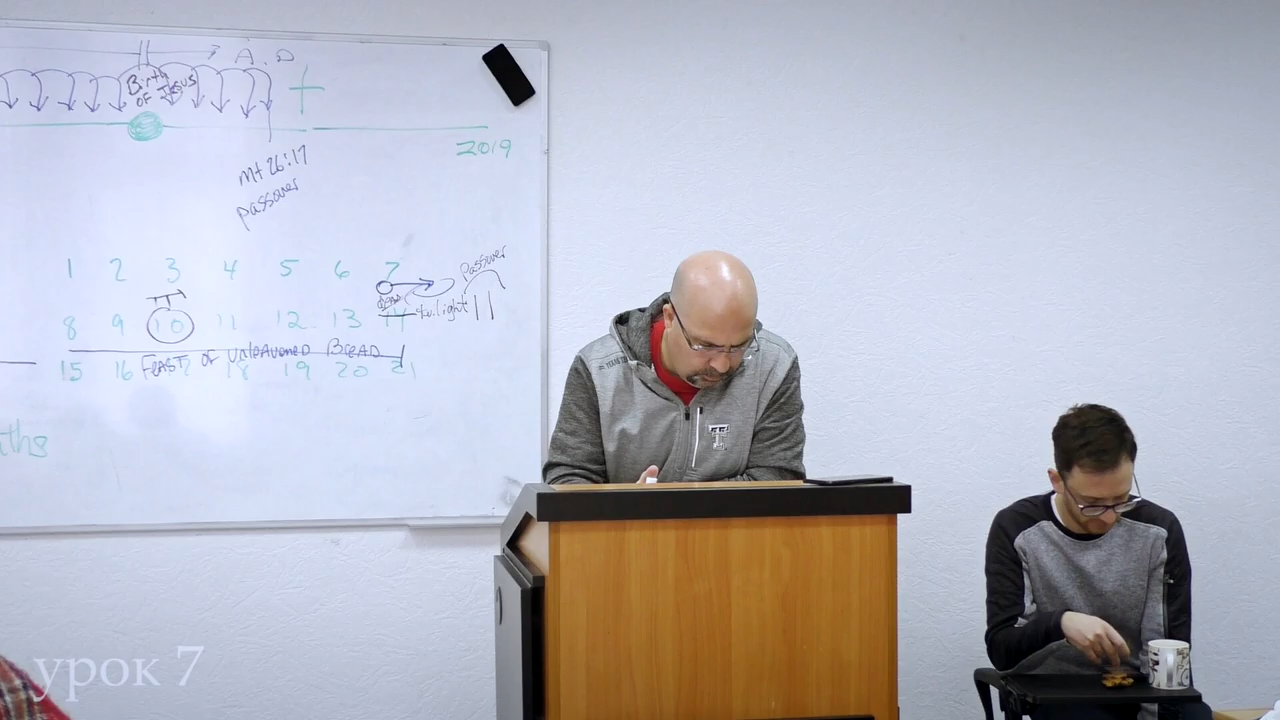 A.D
Birth
of Jesus
+
2019
mt 26:17
passover
1 2 3 4 5 6 7
Passover
twilight
8 9 10 11 12 13 14
FEAST OF UNLEAVENED BREAD
15 16 18 19 20 21
ths
T
урок 7